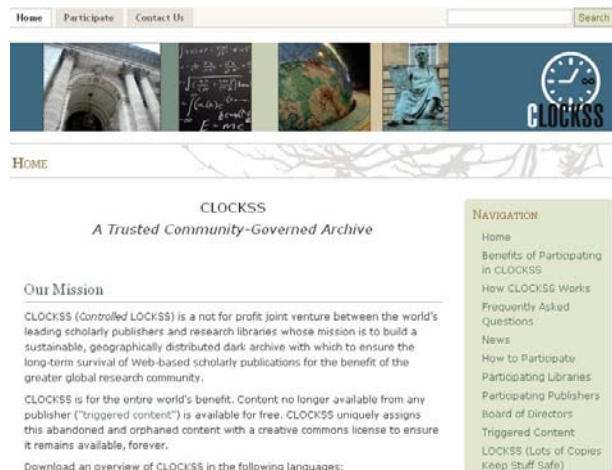 Home Participate Contact Us Search
E = mc
CLOCKSS
HOME
CLOCKSS
A Trusted Community-Governed Archive
Our Mission
CLOCKSS (Controlled LOCKSS) is a not for profit joint venture between the world's
leading scholarly publishers and research libraries whose mission is to build a
sustainable, geographically distributed dark archive with which to ensure the
long-term survival of Web-based scholarly publications for the benefit of the
greater global research community.
CLOCKSS is for the entire world's benefit. Content no longer available from any
publisher ("triggered content") is available for free. CLOCKSS uniquely assigns
this abandoned and orphaned content with a creative commons license to ensure
it remains available, forever.
Download an overview of CLOCKSS in the following languages:
NAVIGATION
Home
Benefits of Participating
in CLOCKSS
How CLOCKSS Works
Frequently Asked
Questions
News
How to Participate
Participating Libraries
Participating Publishers
Board of Directors
Triggered Content
LOCKSS (Lots of Copies
Keep Stuff Safe)